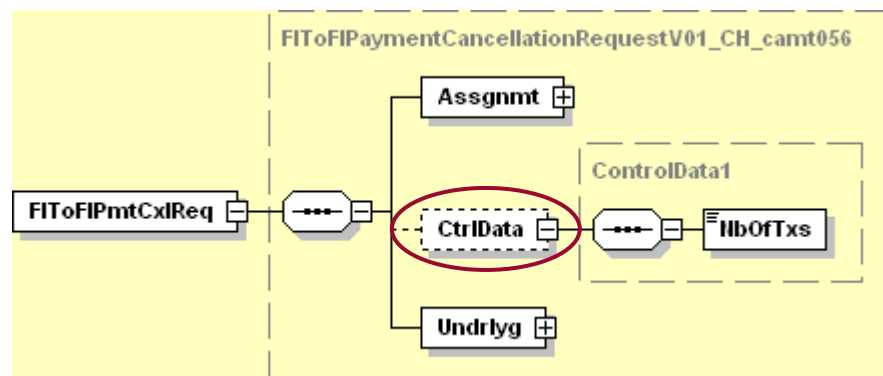 FIToFIPaymentCancellationRequestV01_CH_camt056
Assgnmt
ControlData1
FIToFIPmtCxlReq
CtrlData
NbOfTxs
Undrlyg